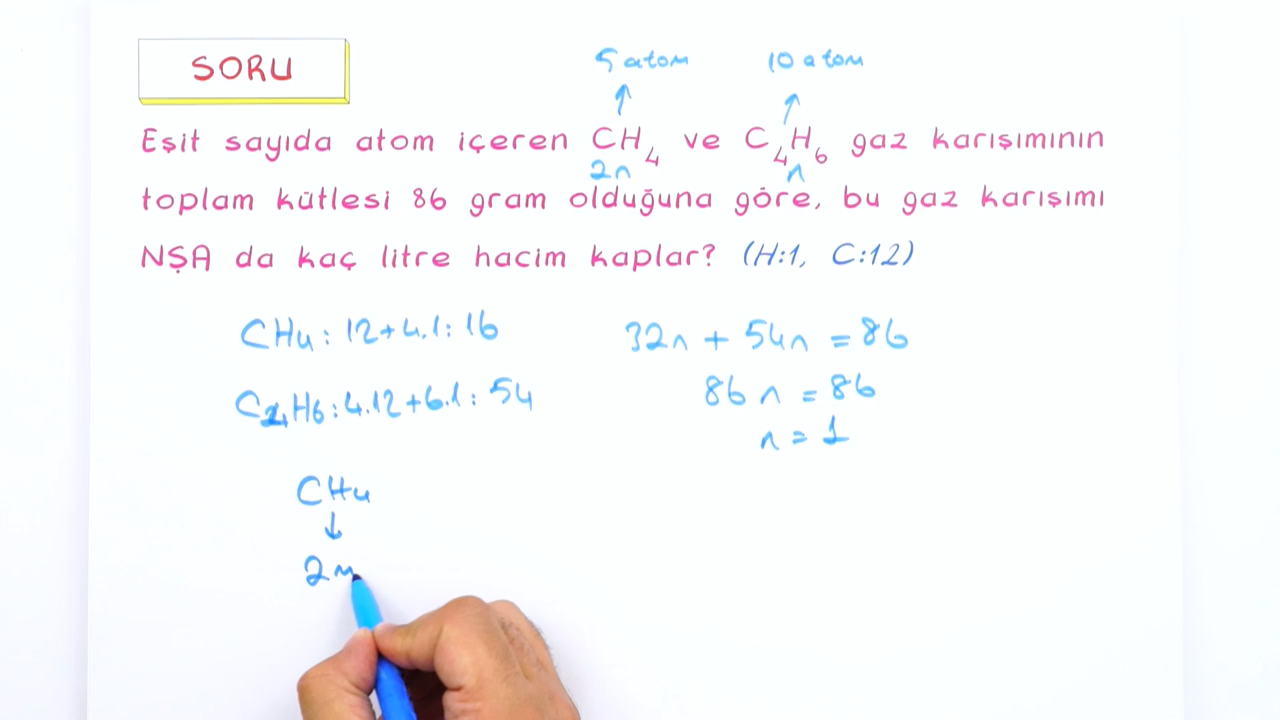 SORU
5 atom 10 atom
Eşit sayıda atom içeren CH₄ ve C₄H₆ gaz karışımının
2n n
toplam kütlesi 86 gram olduğuna göre, bu gaz karışımı
NŞA da kaç litre hacim kaplar? (H:1, C:12)
CH4: 12+4.1: 16
32n + 54n = 86
C4H6: 4.12+6.1: 54
86 n = 86
n = 1
CH4
↓
2m